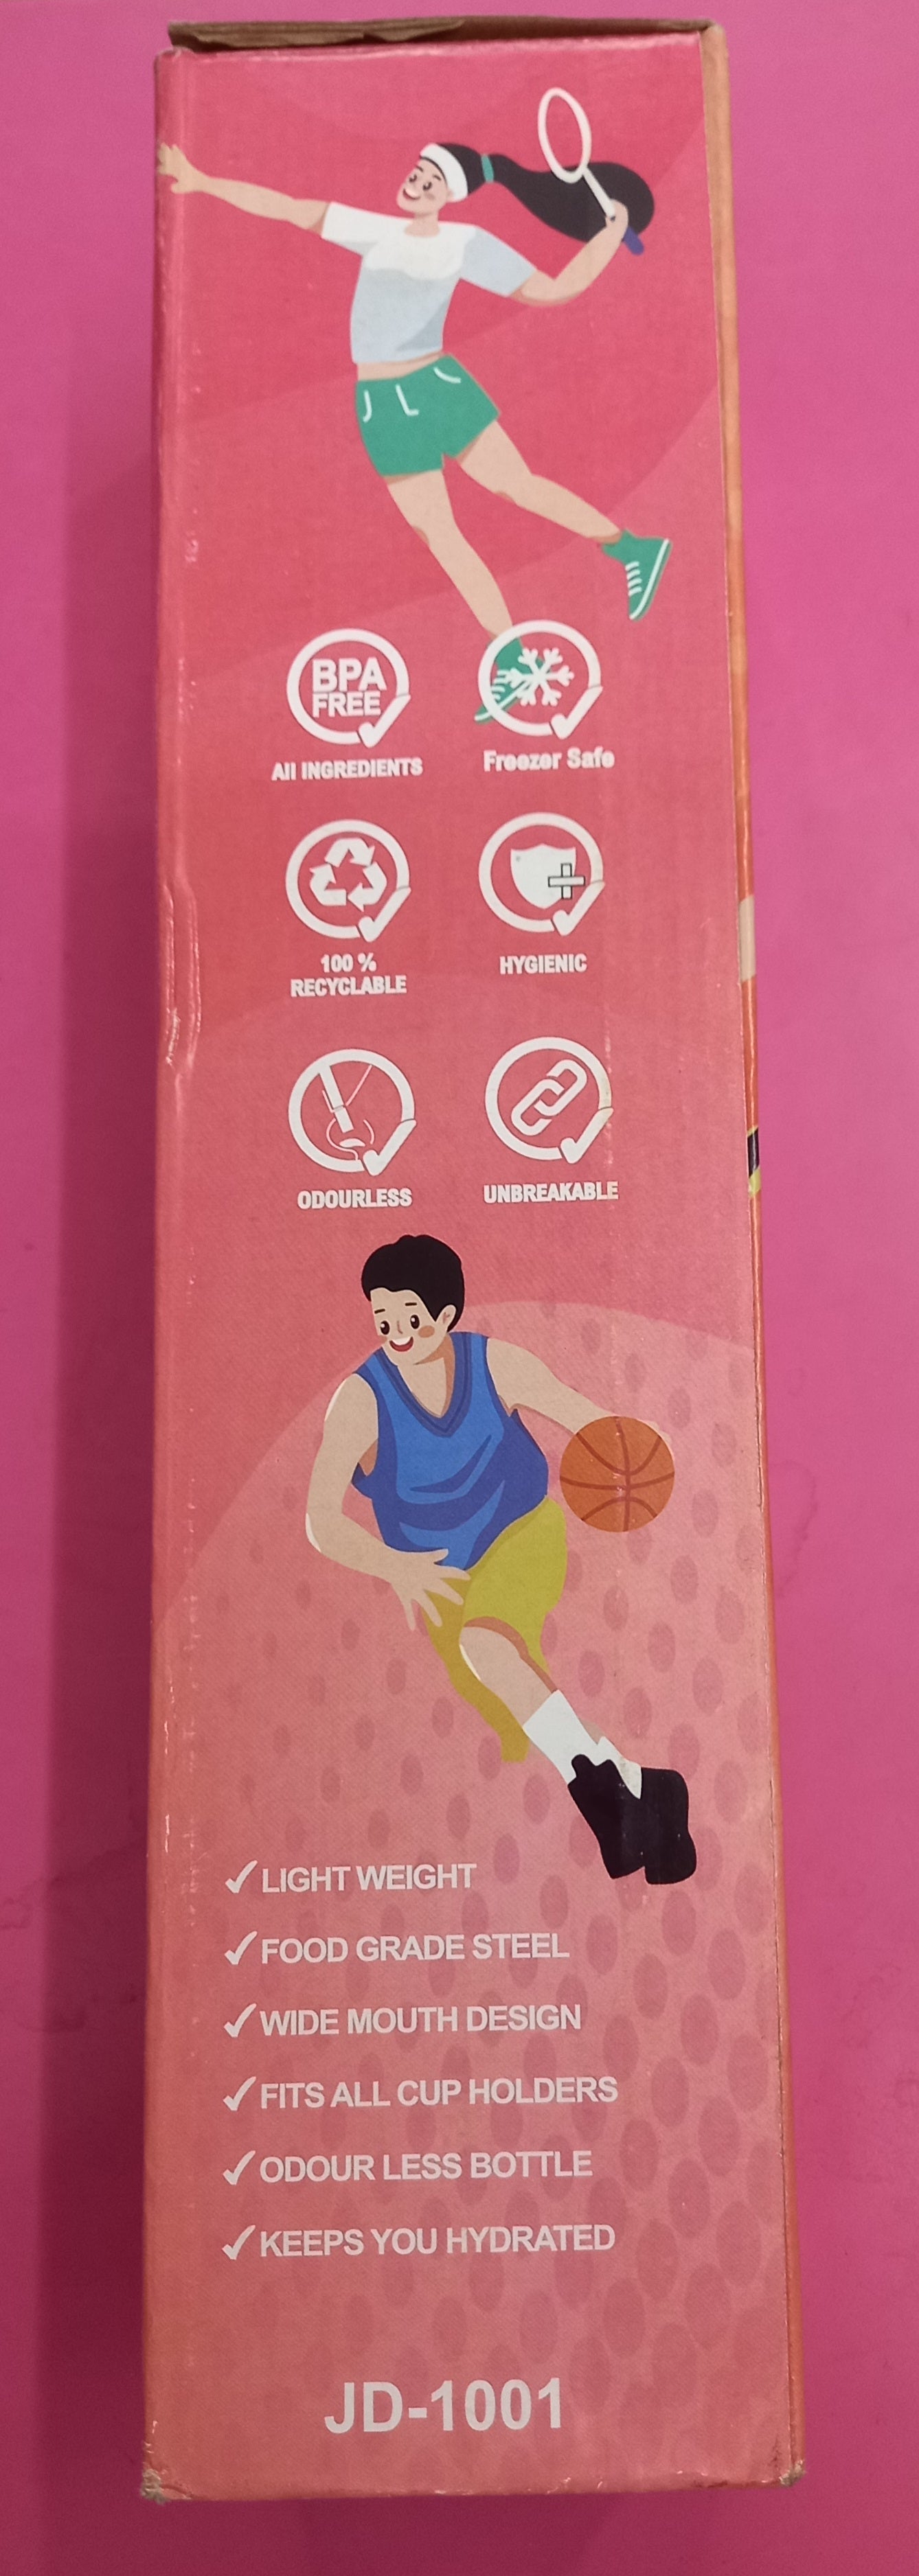 BPA
FREE
All INGREDIENTS
Freezer Safe
100 %
RECYCLABLE
HYGIENIC
ODOURLESS
UNBREAKABLE
✓ LIGHT WEIGHT
✓ FOOD GRADE STEEL
✓ WIDE MOUTH DESIGN
✓ FITS ALL CUP HOLDERS
✓ ODOUR LESS BOTTLE
✓ KEEPS YOU HYDRATED
JD-1001